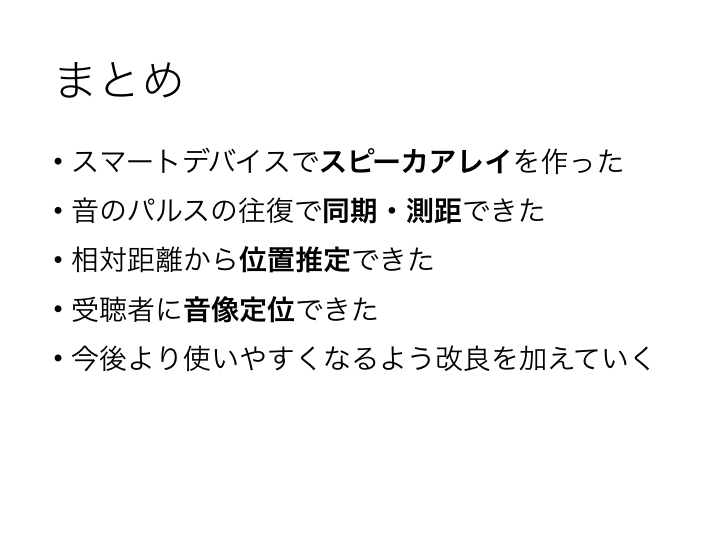 まとめ
• スマートデバイスでスピーカアレイを作った
• 音のパルスの往復で同期・測距できた
• 相対距離から位置推定できた
• 受聴者に音像定位できた
• 今後より使いやすくなるよう改良を加えていく